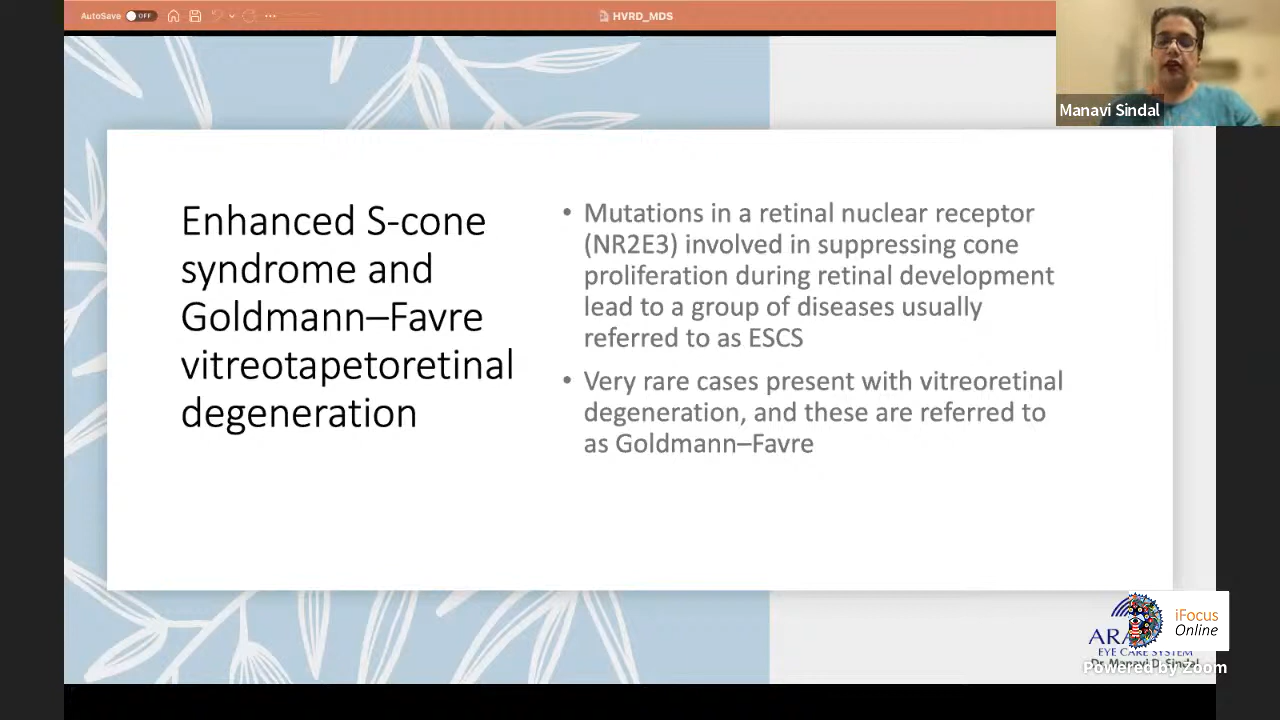 AutoSave OFF
HVRD_MDS
Manavi Sindal
Enhanced S-cone
syndrome and
Goldmann–Favre
vitreotapetoretinal
degeneration
• Mutations in a retinal nuclear receptor
(NR2E3) involved in suppressing cone
proliferation during retinal development
lead to a group of diseases usually
referred to as ESCS
• Very rare cases present with vitreoretinal
degeneration, and these are referred to
as Goldmann–Favre
iFocus
Online
EYE CARE SYSTEM
Dr Manavi D. Sindal
Powered by Zoom